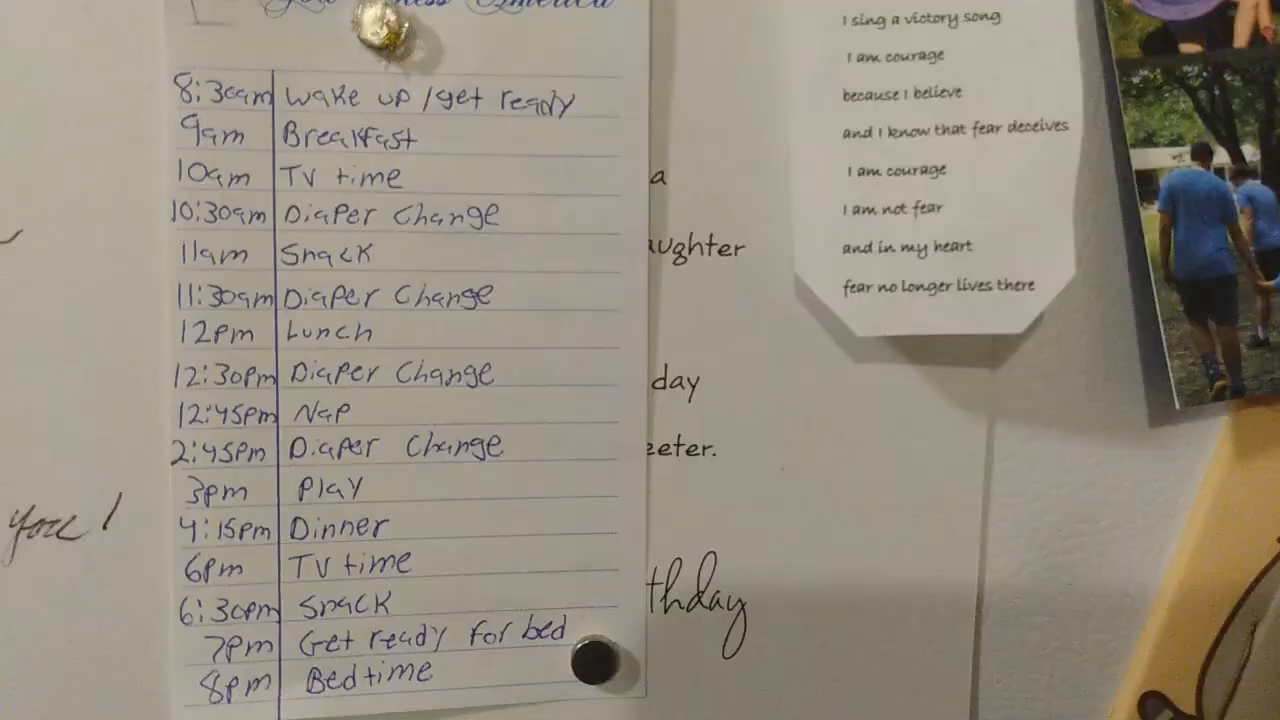 America
8:30am Wake up/get ready
9am Breakfast
10am TV time
10:30am Diaper Change
11am Snack
11:30am Diaper Change
12pm Lunch
12:30pm Diaper Change
12:45pm Nap
2:45pm Diaper Change
3pm Play
4:15pm Dinner
6pm TV time
6:30pm Snack
7pm Get ready for bed
8pm Bedtime
a
aughter
day
eeter.
thday
you!
I sing a victory song
I am courage
because I believe
and I know that fear deceives
I am courage
I am not fear
and in my heart
fear no longer lives there